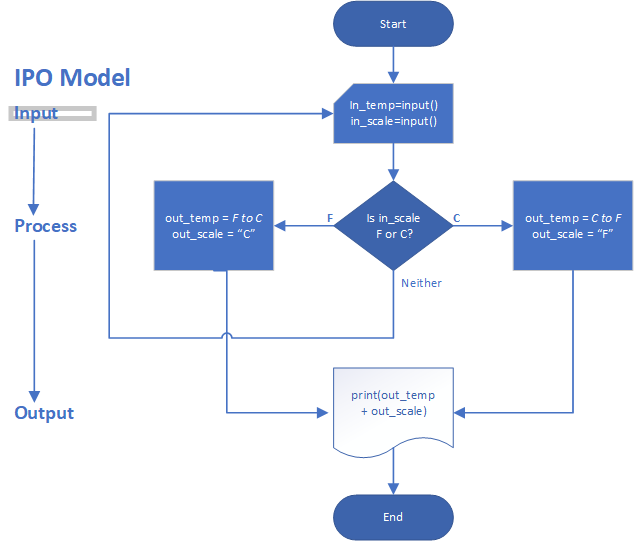 Start
IPO Model
Input
In_temp=input()
in_scale=input()
Process
out_temp = F to C
out_scale = “C”
F
Is in_scale
F or C?
C
out_temp = C to F
out_scale = “F”
Neither
Output
print(out_temp
+ out_scale)
End